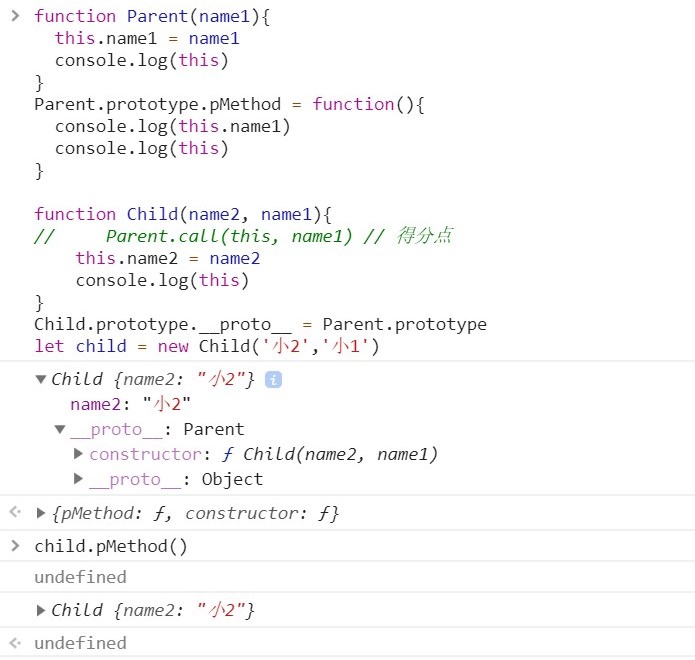 > function Parent(name1){
this.name1 = name1
console.log(this)
}
Parent.prototype.pMethod = function(){
console.log(this.name1)
console.log(this)
}
function Child(name2, name1){
// Parent.call(this, name1) // 得分点
this.name2 = name2
console.log(this)
}
Child.prototype.__proto__ = Parent.prototype
let child = new Child('小2','小1')
▼Child {name2: "小2"} i
name2: "小2"
▼__proto__: Parent
▶constructor: ƒ Child(name2, name1)
▶__proto__: Object
▶{pMethod: ƒ, constructor: ƒ}
> child.pMethod()
undefined
▶Child {name2: "小2"}
undefined